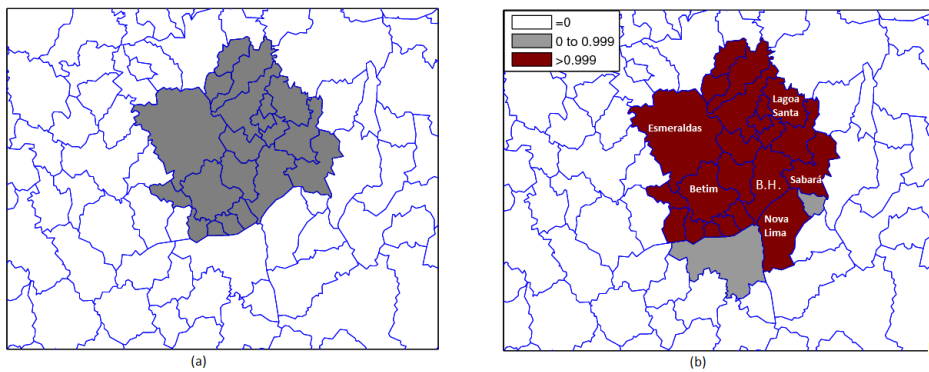 =0
0 to 0.999
>0.999
Lagoa
Santa
Esmeraldas
Sabará
Betim
B.H.
Nova
Lima
(a)
(b)